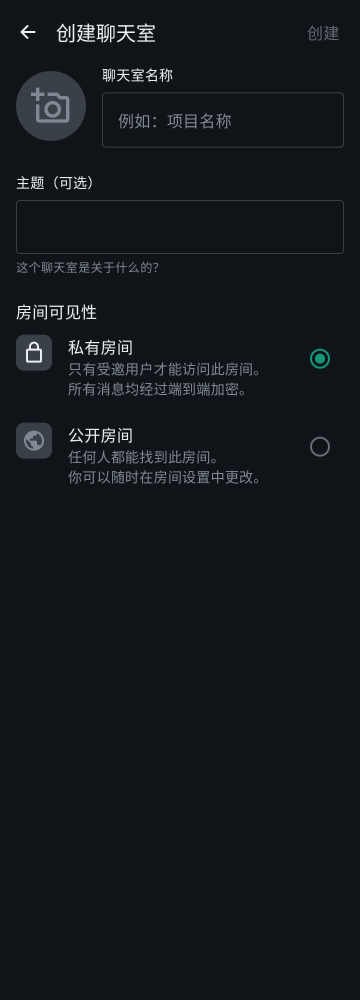 创建聊天室
创建
聊天室名称
例如：项目名称
主题（可选）
这个聊天室是关于什么的？
房间可见性
私有房间
只有受邀用户才能访问此房间。
所有消息均经过端到端加密。
公开房间
任何人都能找到此房间。
你可以随时在房间设置中更改。